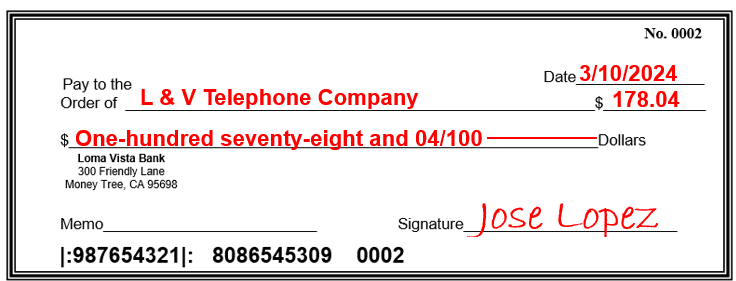 No. 0002
Date 3/10/2024
Pay to the
Order of L & V Telephone Company $ 178.04
$ One-hundred seventy-eight and 04/100 Dollars
Loma Vista Bank
300 Friendly Lane
Money Tree, CA 95698
Memo Signature Jose Lopez
|:987654321|: 8086545309 0002